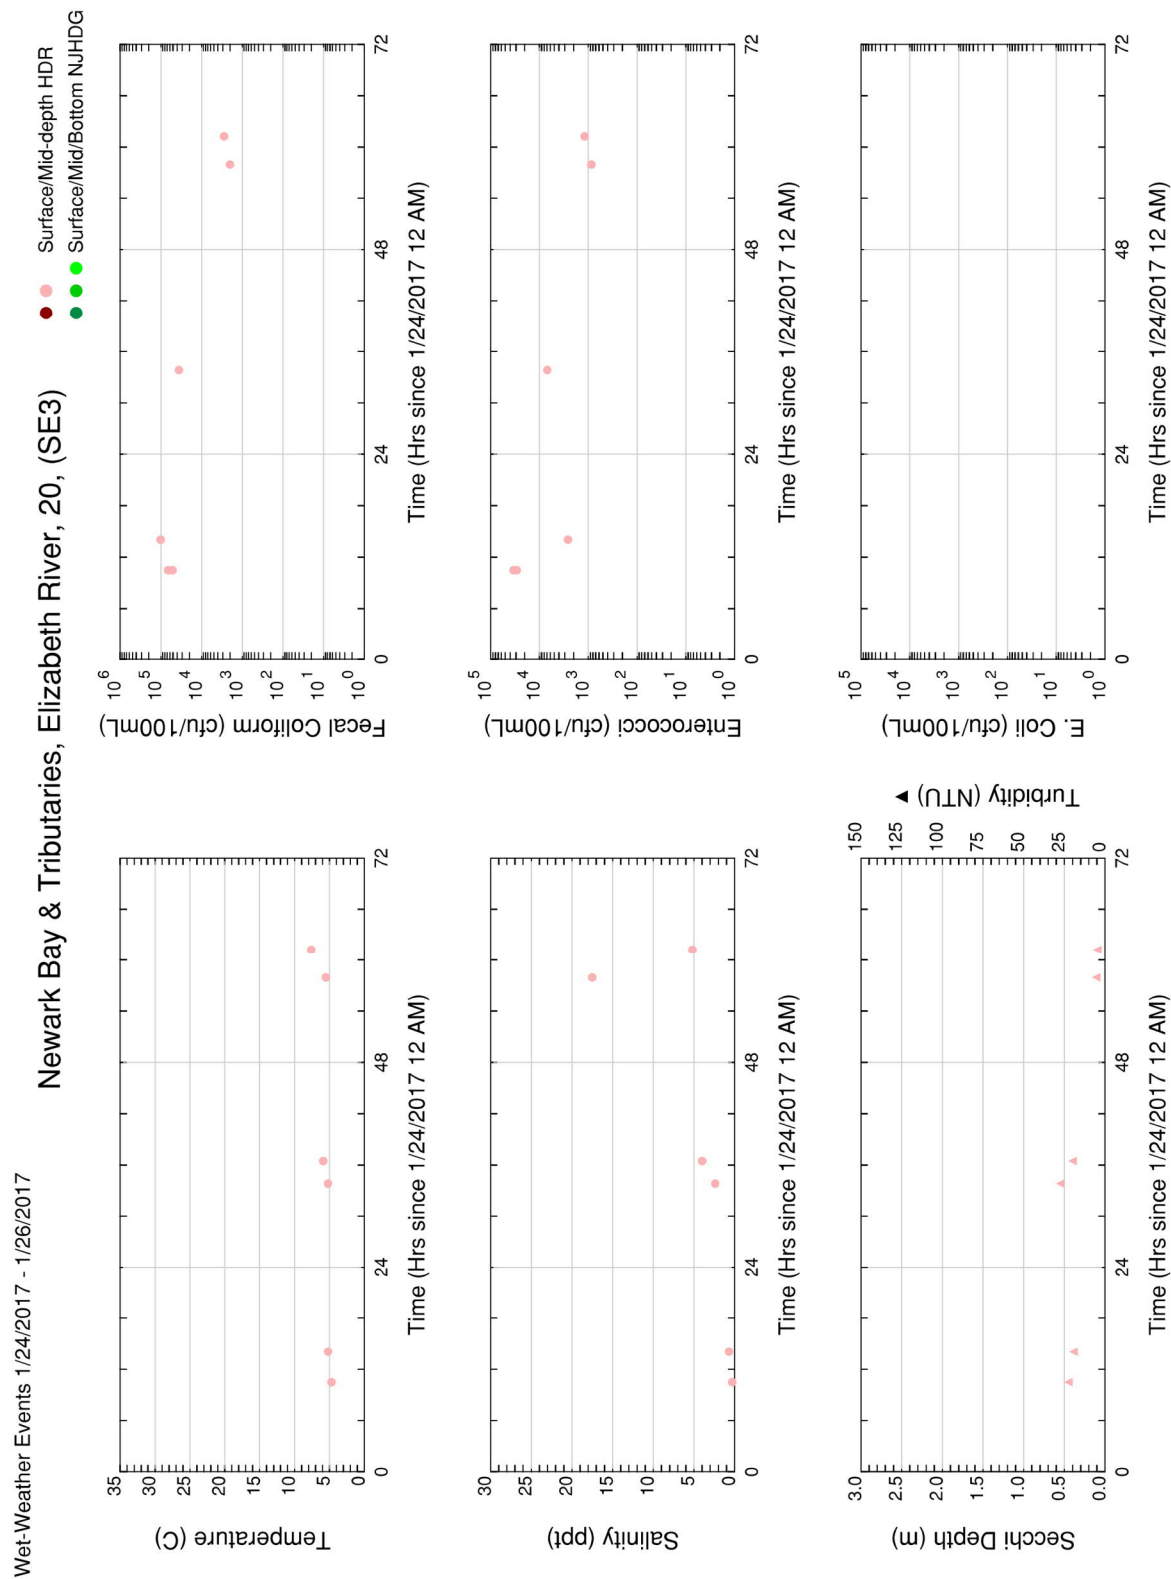 Wet-Weather Events 1/24/2017 - 1/26/2017
Newark Bay & Tributaries, Elizabeth River, 20, (SE3)
Surface/Mid-depth HDR
Surface/Mid/Bottom NJHDG
Temperature (C)
35
30
25
20
15
10
5
0
0 24 48 72
Time (Hrs since 1/24/2017 12 AM)
Fecal Coliform (cfu/100mL)
10 6
10 5
10 4
10 3
10 2
10 1
10 0
0 24 48 72
Time (Hrs since 1/24/2017 12 AM)
Salinity (ppt)
30
25
20
15
10
5
0
0 24 48 72
Time (Hrs since 1/24/2017 12 AM)
Enterococci (cfu/100mL)
10 5
10 4
10 3
10 2
10 1
10 0
0 24 48 72
Time (Hrs since 1/24/2017 12 AM)
Secchi Depth (m)
3.0
2.5
2.0
1.5
1.0
0.5
0.0
0 24 48 72
Time (Hrs since 1/24/2017 12 AM)
150
125
100
75
50
25
0
Turbidity (NTU) ▲
E. Coli (cfu/100mL)
10 5
10 4
10 3
10 2
10 1
10 0
0 24 48 72
Time (Hrs since 1/24/2017 12 AM)